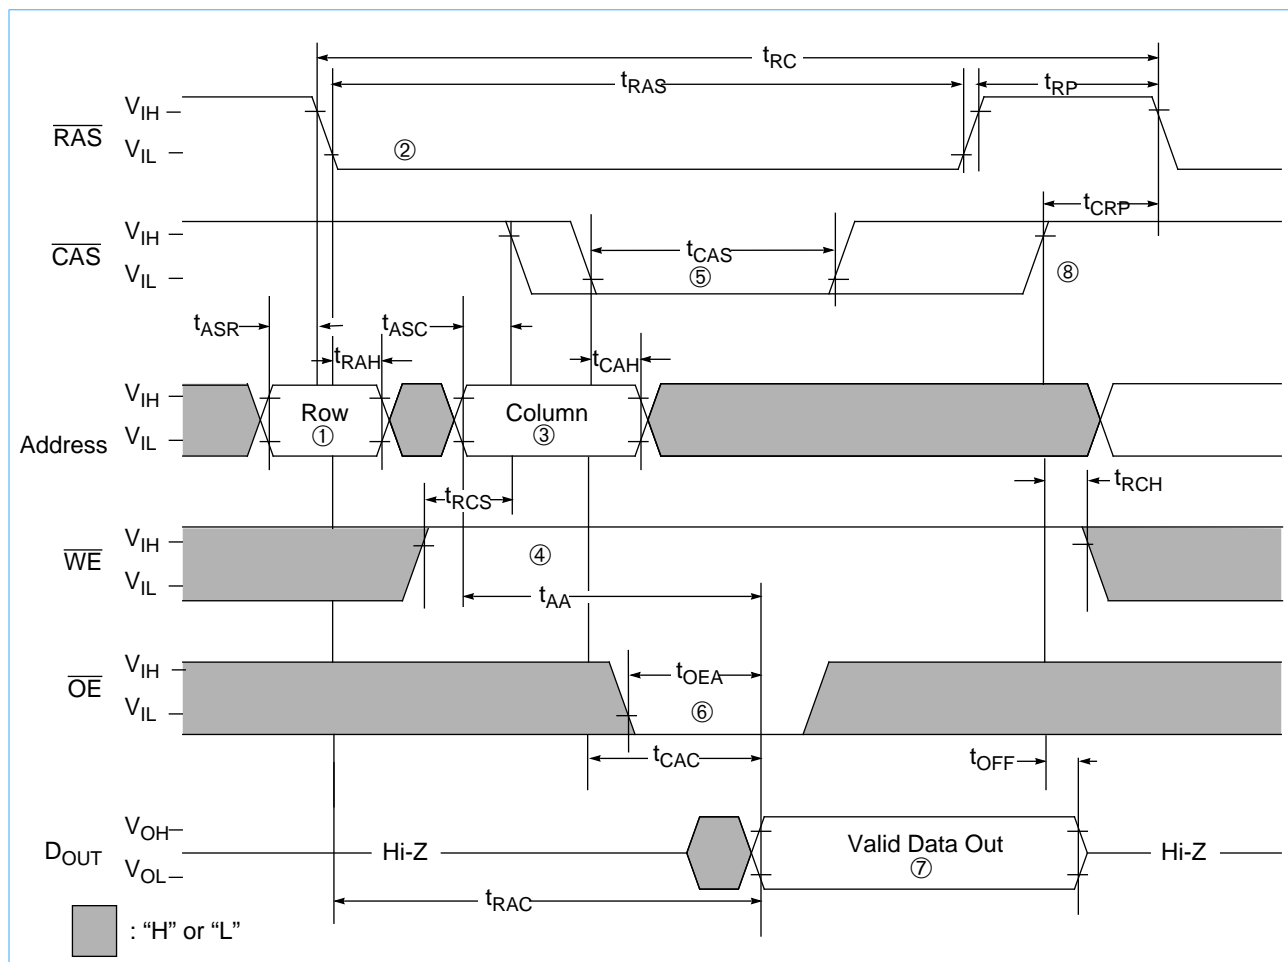 tRC
tRAS
tRP
VIH
RAS
VIL
②
tCRP
VIH
CAS
tCAS
VIL
⑤
⑧
tASR
tASC
tRAH
tCAH
VIH
Row
Column
Address
VIL
①
③
tRCS
tRCH
VIH
WE
④
VIL
tAA
VIH
OE
tOEA
VIL
⑥
tCAC
tOFF
VOH
DOUT
Hi-Z
Valid Data Out
Hi-Z
VOL
⑦
tRAC
: “H” or “L”